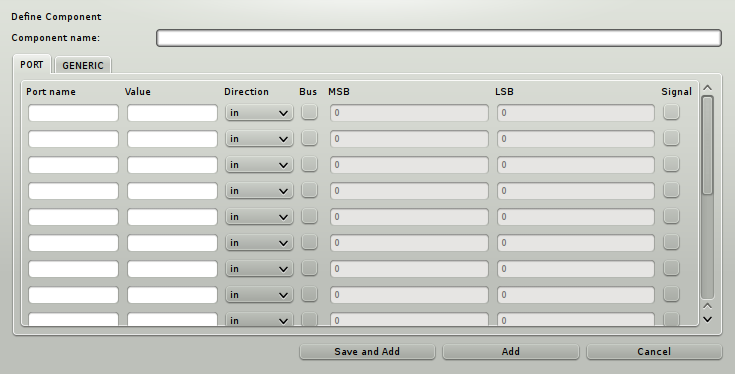 Define Component
Component name:
PORT GENERIC
Port name Value Direction Bus MSB LSB Signal
in 0 0
in 0 0
in 0 0
in 0 0
in 0 0
in 0 0
in 0 0
in 0 0
in 0 0
Save and Add Add Cancel